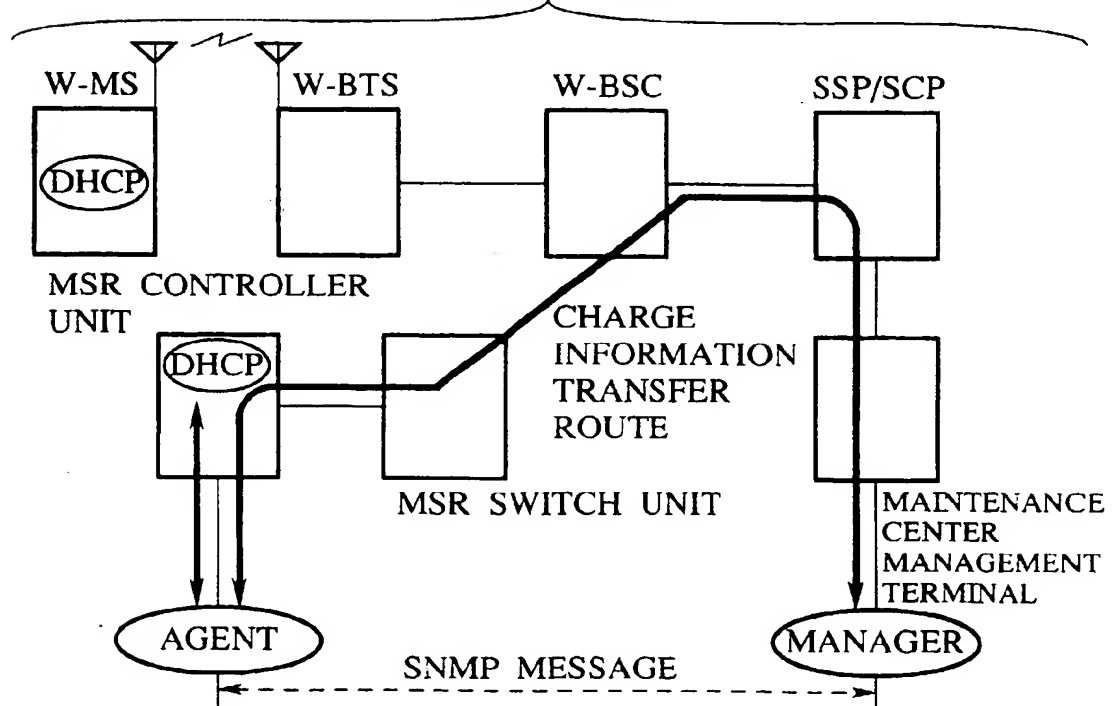 W-MS
W-BTS
W-BSC
SSP/SCP
DHCP
MSR CONTROLLER
UNIT
DHCP
CHARGE
INFORMATION
TRANSFER
ROUTE
MSR SWITCH UNIT
MAINTENANCE
CENTER
MANAGEMENT
TERMINAL
AGENT
MANAGER
SNMP MESSAGE